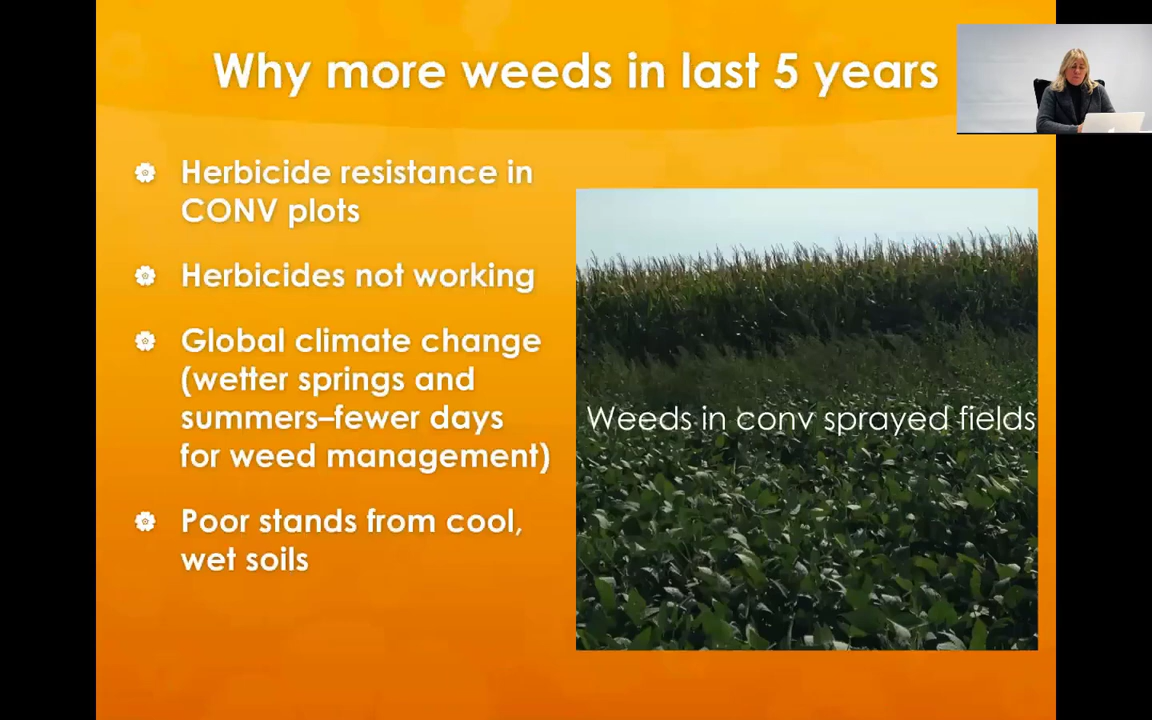 Why more weeds in last 5 years
Herbicide resistance in
CONV plots
Herbicides not working
Global climate change
(wetter springs and
summers–fewer days
for weed management)
Poor stands from cool,
wet soils
Weeds in conv sprayed fields